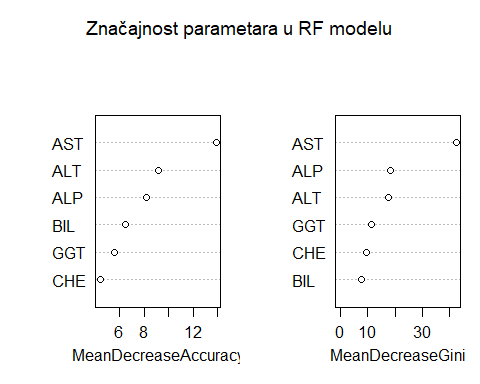 Značajnost parametara u RF modelu
AST
ALT
ALP
BIL
GGT
CHE
6 8 12
MeanDecreaseAccuracy
AST
ALP
ALT
GGT
CHE
BIL
0 10 30
MeanDecreaseGini